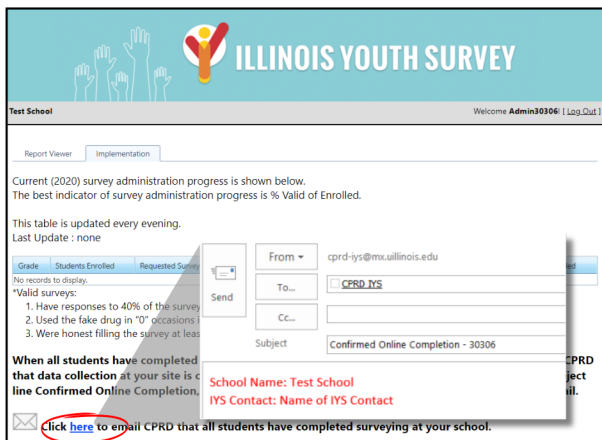 ILLINOIS YOUTH SURVEY
Test School
Welcome Admin30306! [ Log Out ]
Report Viewer
Implementation
Current (2020) survey administration progress is shown below.
The best indicator of survey administration progress is % Valid of Enrolled.
This table is updated every evening.
Last Update : none
Grade Students Enrolled Requested
No records to display.
*Valid surveys:
1. Have responses to 40% of the survey
2. Used the fake drug in "0" occasions
3. Were honest filling the survey at
When all students have completed CPRD
that data collection at your site is
line Confirmed Online Completion,
Click here to email CPRD that all students have completed surveying at your school.
Send
From
cprd-iys@mx.uillinois.edu
To...
CPRD IYS
Cc...
Subject
Confirmed Online Completion - 30306
School Name: Test School
IYS Contact: Name of IYS Contact